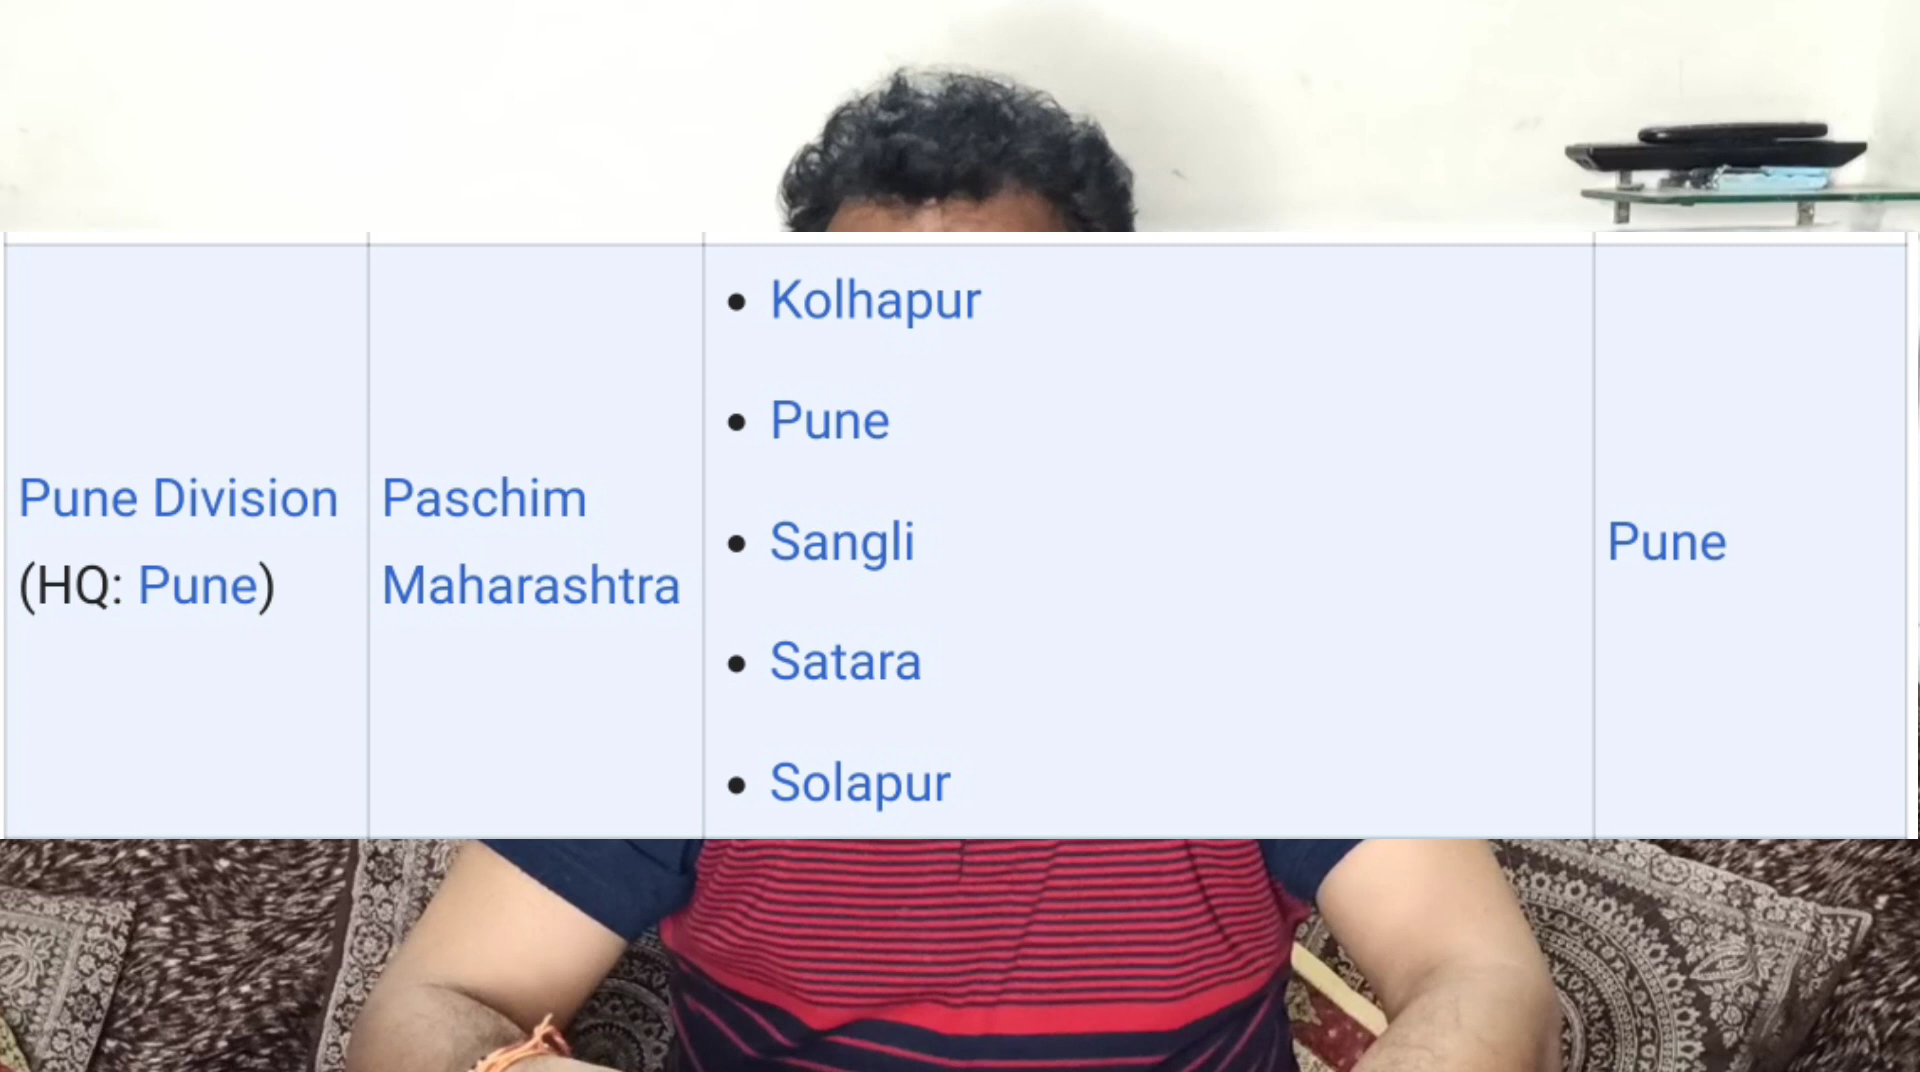 Pune Division
(HQ: Pune)
Paschim
Maharashtra
• Kolhapur
• Pune
• Sangli
• Satara
• Solapur
Pune